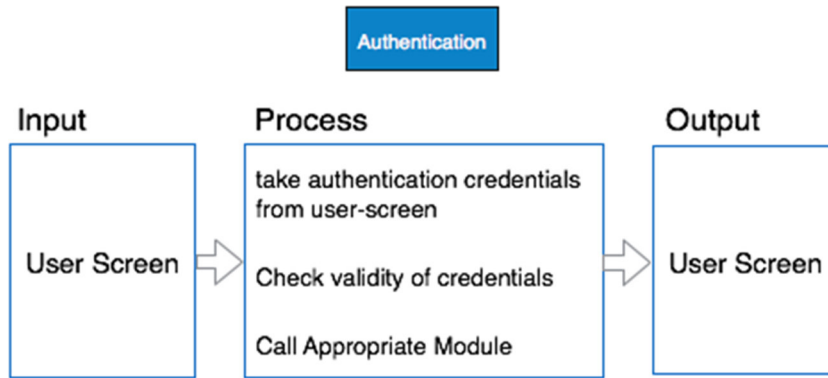 Authentication
Input
Process
Output
User Screen
take authentication credentials
from user-screen
Check validity of credentials
Call Appropriate Module
User Screen